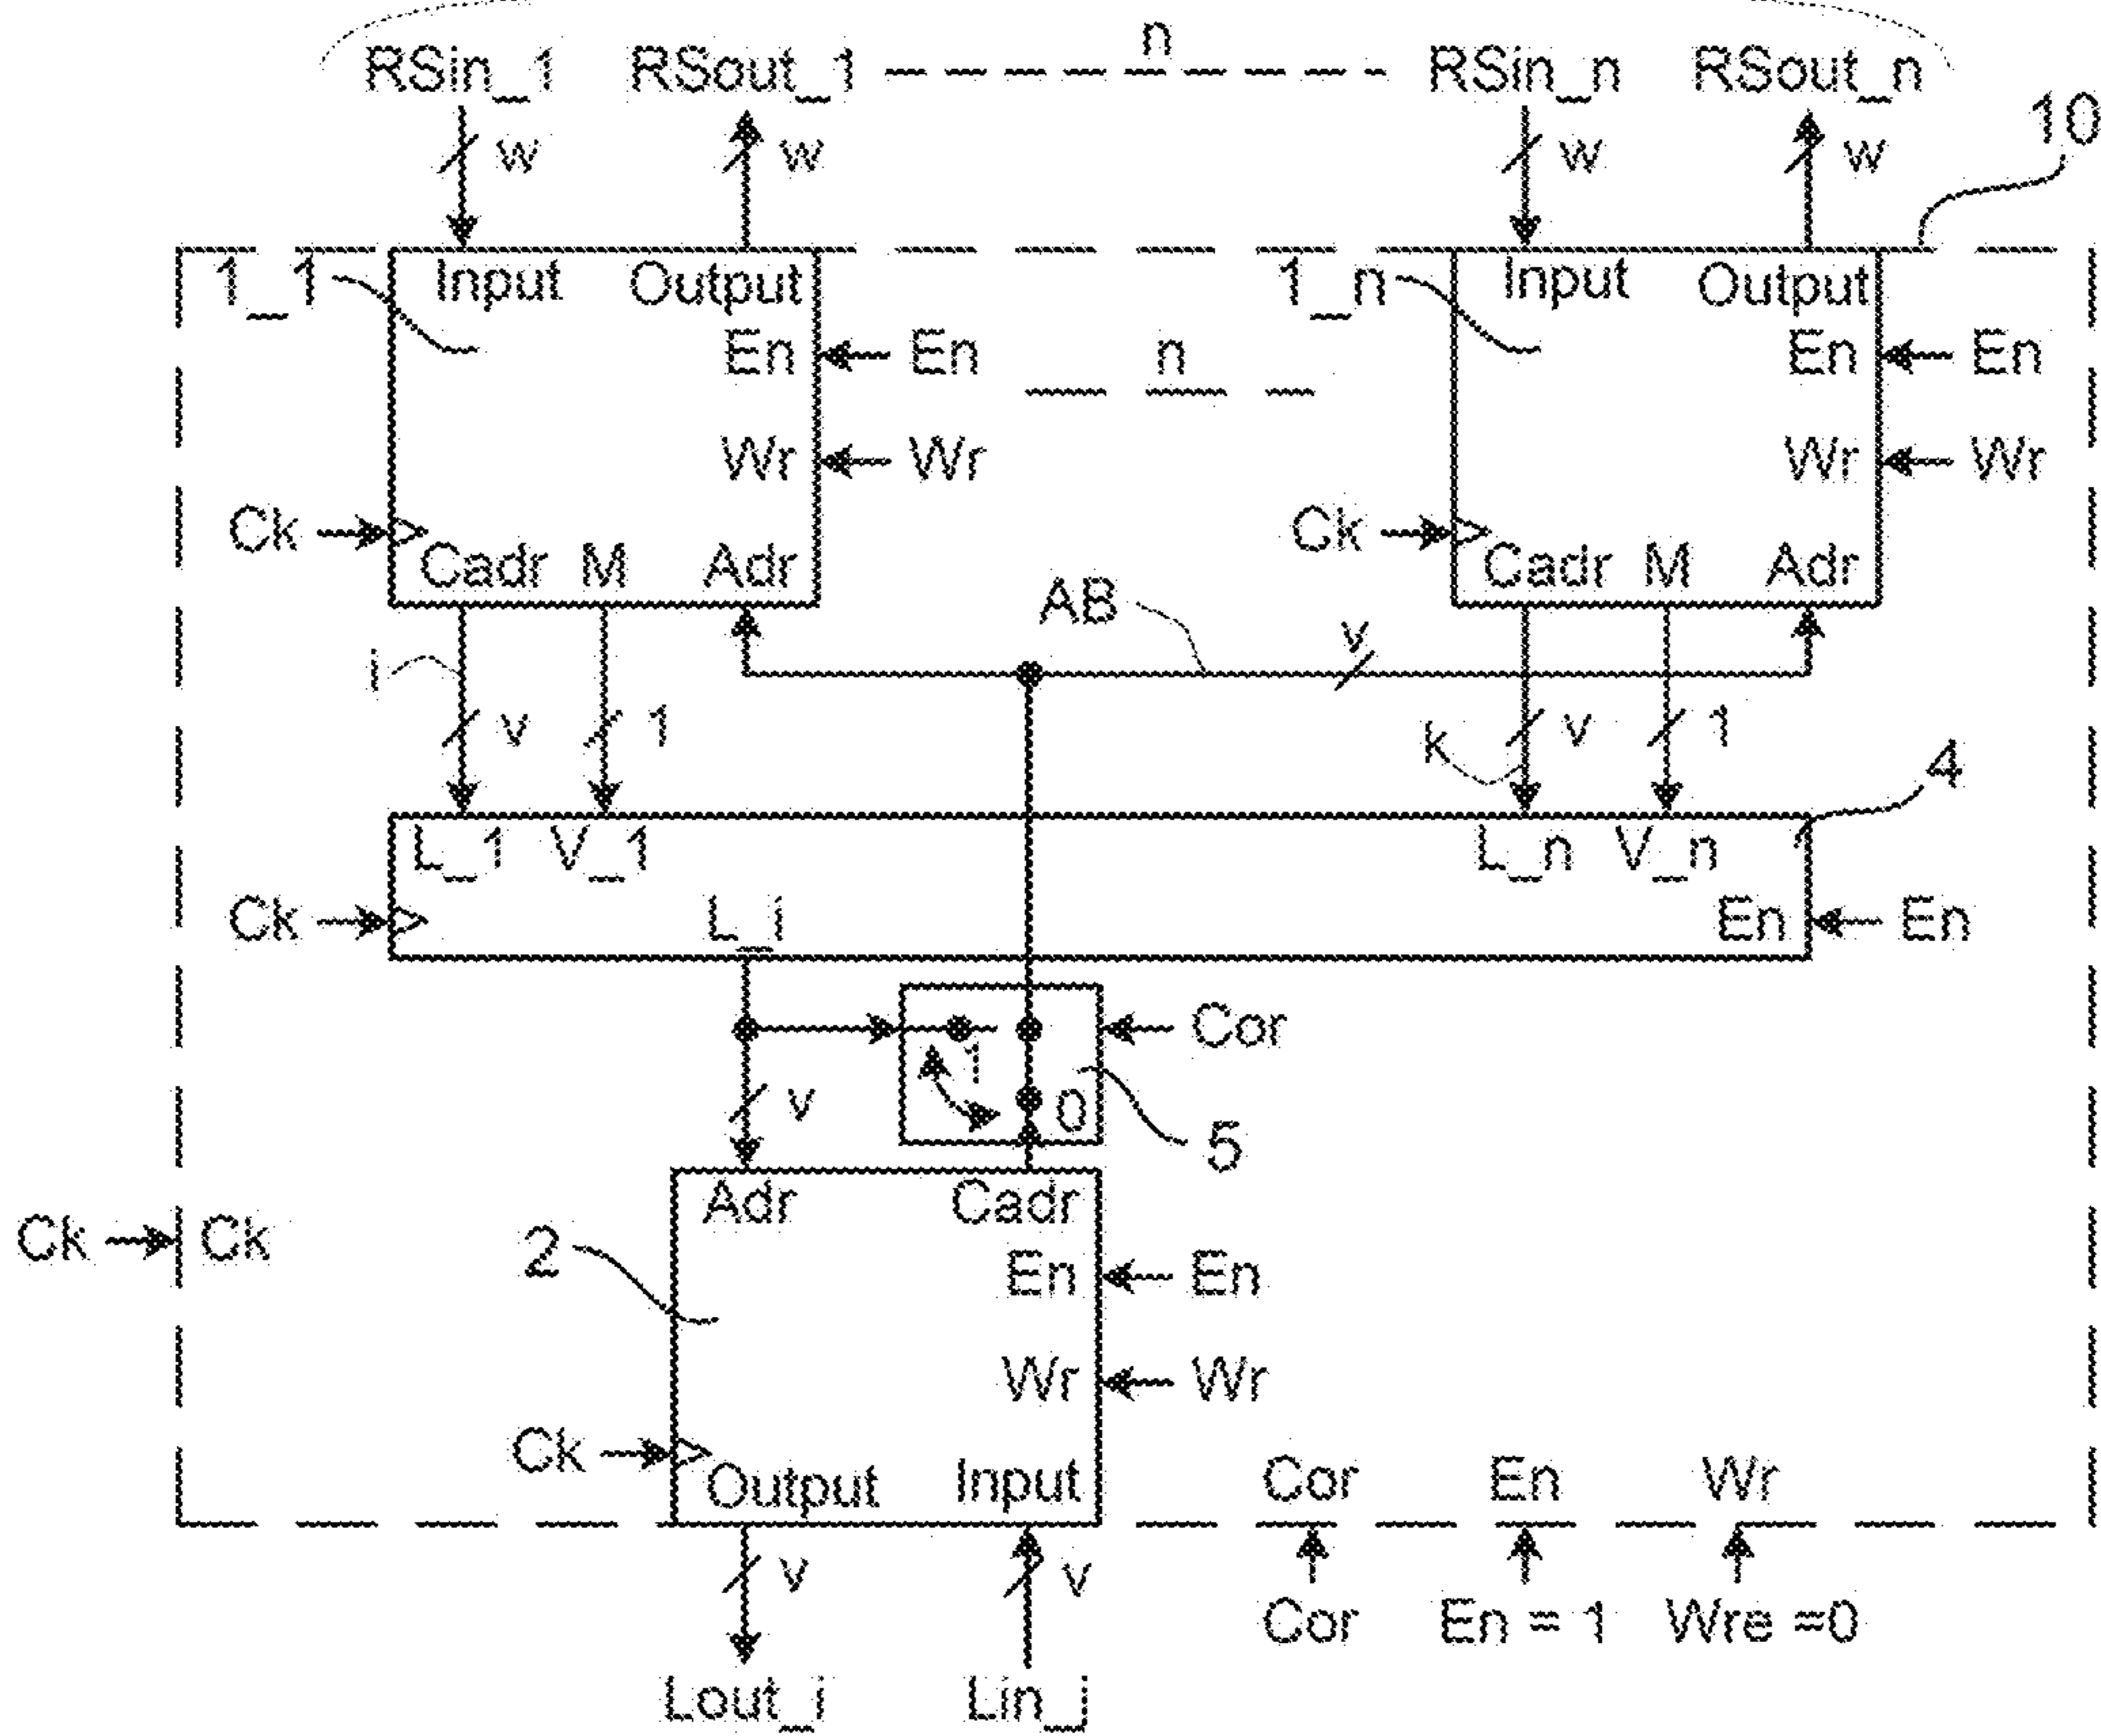 n
RSin_1 RSout_1 RSin_n RSout_n
w w w w 10
1_1 Input Output 1_n Input Output
En En n En En
Wr Wr Wr Wr
Ck Ck
Cadr M Adr Cadr M Adr
AB
i v
v 1 k v 1
4
L_1 V_1 L_n V_n
Ck L_i En En
Cor
1
v 0
5
Adr Cadr
Ck Ck 2
En En
Wr Wr
Ck
Output Input Cor En Wr
v v
Cor En = 1 Wre =0
Lout_i Lin_j